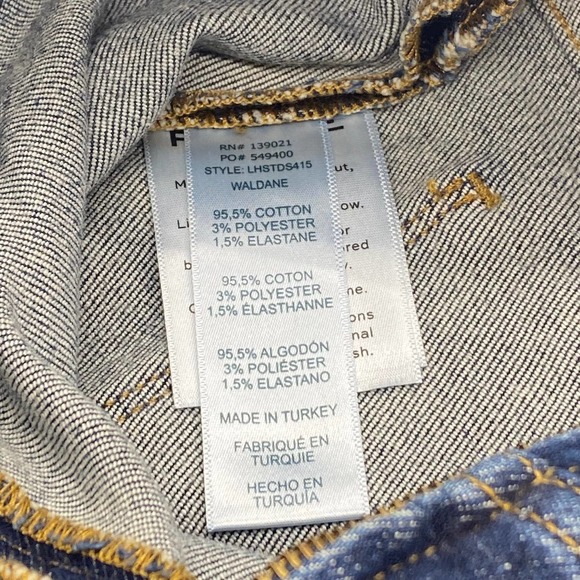 RN# 139021
PO# 549400
STYLE: LHSTDS415
WALDANE
95,5% COTTON
3% POLYESTER
1,5% ELASTANE
95,5% COTON
3% POLYESTER
1,5% ÉLASTHANNE
95,5% ALGODÓN
3% POLIÉSTER
1,5% ELASTANO
MADE IN TURKEY
FABRIQUÉ EN
TURQUIE
HECHO EN
TURQUÍA